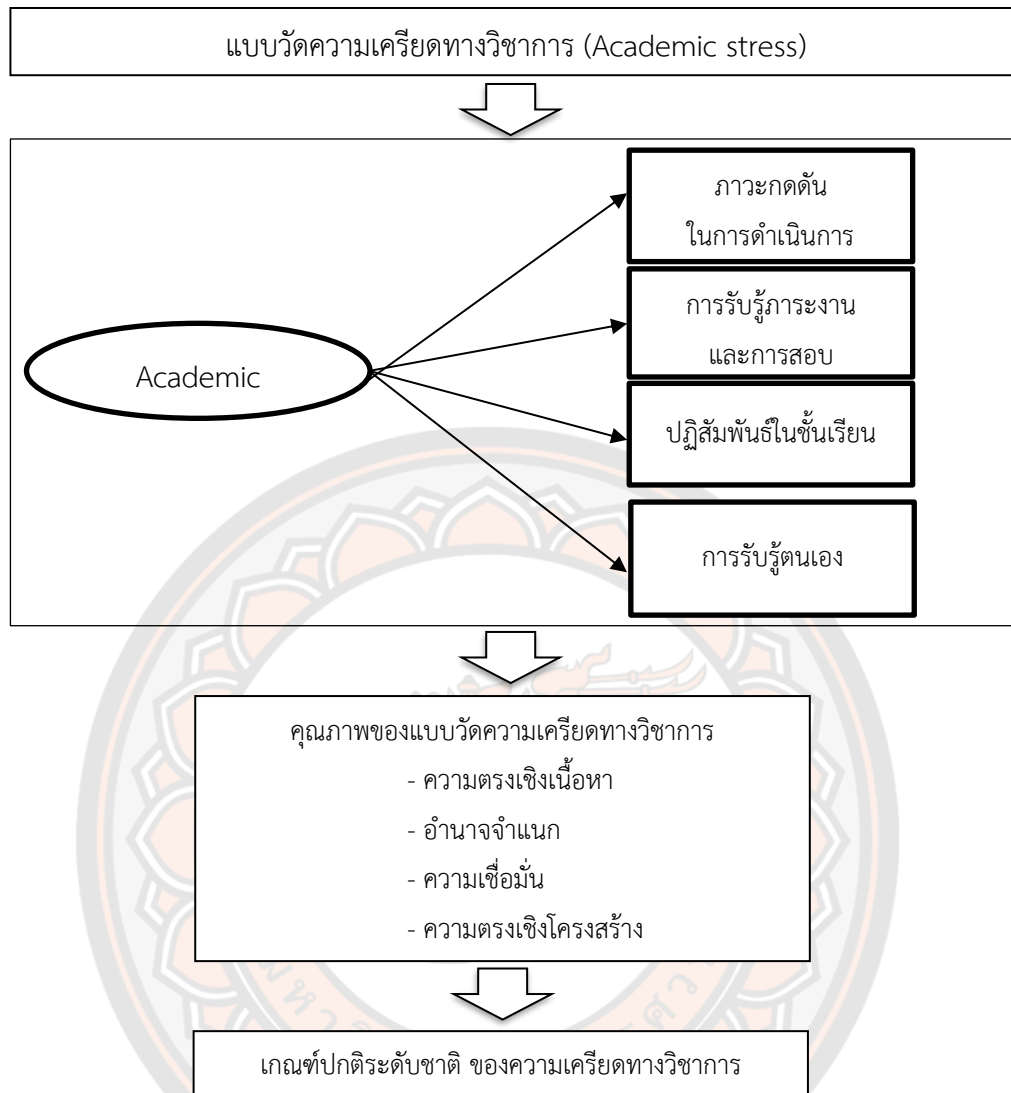 แบบวัดความเครียดทางวิชาการ (Academic stress)
ภาวะกดดัน
ในการดำเนินการ
การรับรู้ภาระงาน
และการสอบ
Academic
ปฏิสัมพันธ์ในชั้นเรียน
การรับรู้ตนเอง
คุณภาพของแบบวัดความเครียดทางวิชาการ
- ความตรงเชิงเนื้อหา
- อำนาจจำแนก
- ความเชื่อมั่น
- ความตรงเชิงโครงสร้าง
เกณฑ์ปกติระดับชาติ ของความเครียดทางวิชาการ